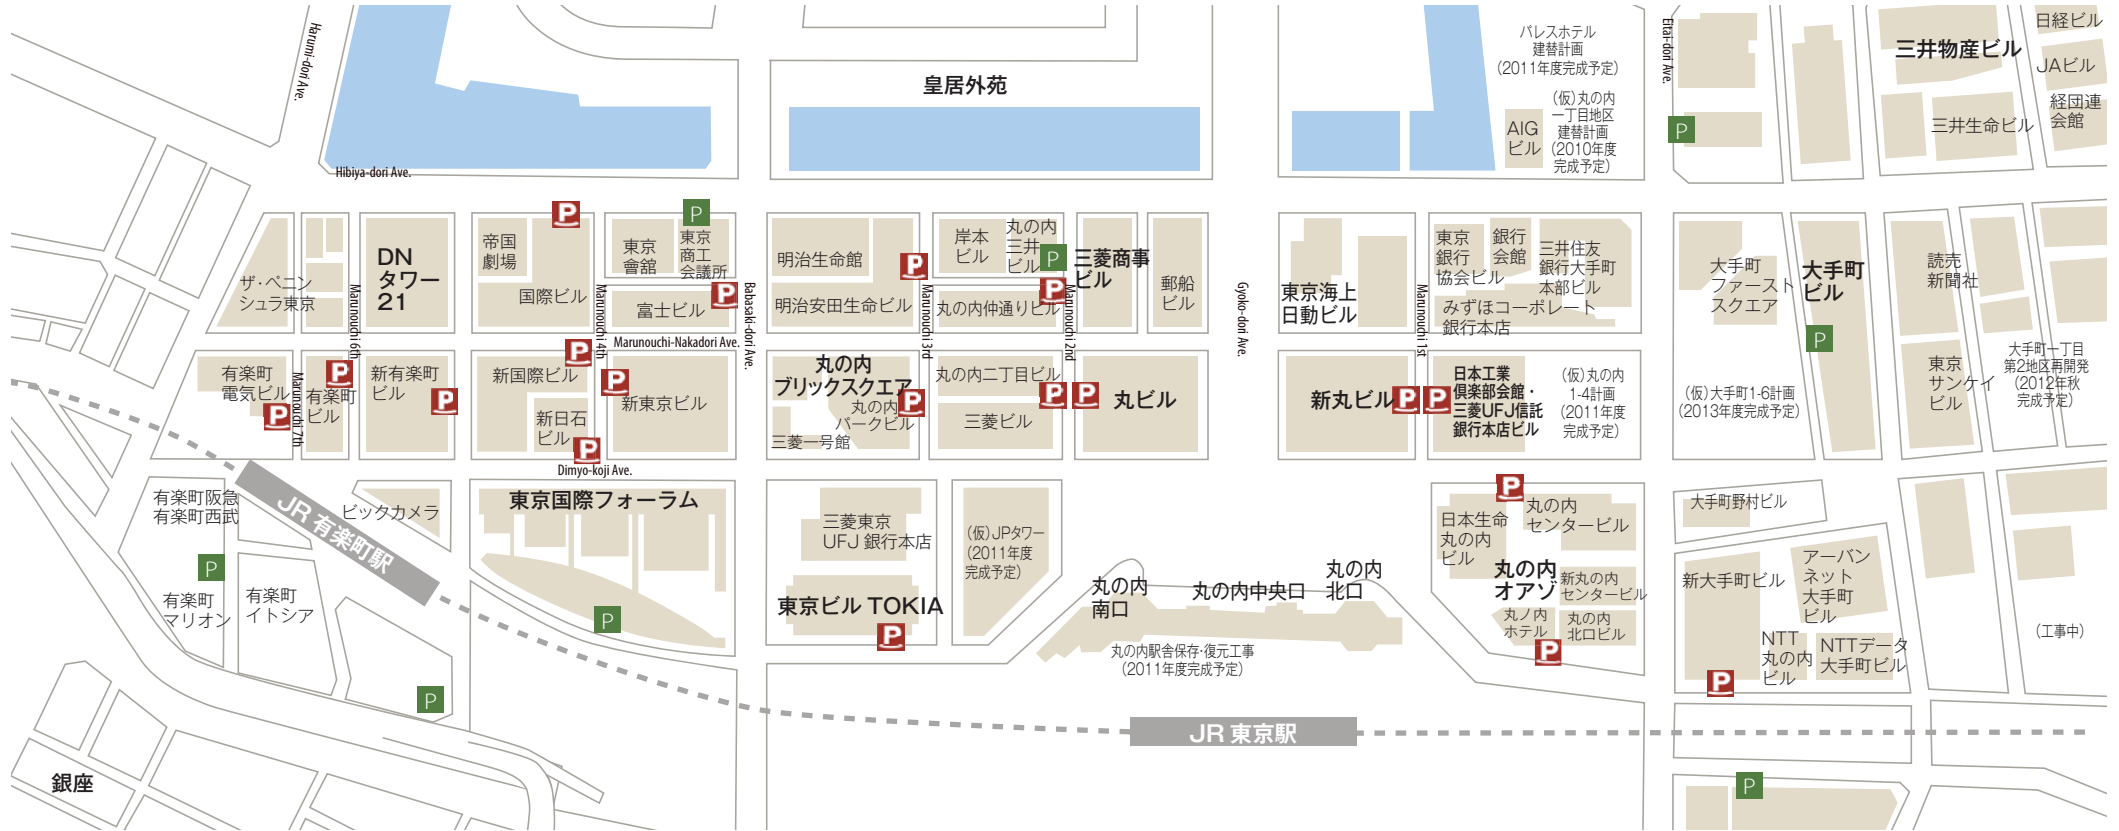 Harumi-dori Ave.
Hibiya-dori Ave.
皇居外苑
パレスホテル
建替計画
（2011年度完成予定）
（仮）丸の内
一丁目地区
建替計画
（2010年度
完成予定）
AIG
ビル
Eitai-dori Ave.
P
三井物産ビル
日経ビル
JAビル
経団連
会館
三井生命ビル
ザ・ペニン
シュラ東京
Marunouchi 6th
DN
タワー
21
帝国
劇場
国際ビル
P
Marunouchi 4th
東京
會舘
P
東京
商工
会議所
富士ビル
P
Babasaki-dori Ave.
Marunouchi-Nakadori Ave.
明治生命館
明治安田生命ビル
P
Marunouchi 3rd
岸本
ビル
丸の内
三井
ビル
P
丸の内仲通りビル
P
Marunouchi 2nd
三菱商事
ビル
郵船
ビル
Gyoko-dori Ave.
東京海上
日動ビル
Marunouchi 1st
東京
銀行
協会ビル
銀行
会館
三井住友
銀行大手町
本部ビル
みずほコーポレート
銀行本店
大手町
ファースト
スクエア
大手町
ビル
P
読売
新聞社
有楽町
電気ビル
P
Marunouchi 7th
有楽町
ビル
P
新有楽町
ビル
P
新国際ビル
P
新日石
ビル
P
Dimyo-koji Ave.
P
新東京ビル
丸の内
ブリックスクエア
丸の内
パークビル
P
三菱一号館
丸の内二丁目ビル
三菱ビル
P
P
丸ビル
新丸ビル
P
P
日本工業
倶楽部会館・
三菱UFJ信託
銀行本店ビル
（仮）丸の内
1-4計画
（2011年度
完成予定）
（仮）大手町1-6計画
（2013年度完成予定）
東京
サンケイ
ビル
大手町一丁目
第2地区再開発
（2012年秋
完成予定）
有楽町阪急
有楽町西武
JR 有楽町駅
ビックカメラ
P
有楽町
マリオン
有楽町
イトシア
P
東京国際フォーラム
P
三菱東京
UFJ 銀行本店
東京ビル TOKIA
P
（仮）JPタワー
（2011年度
完成予定）
丸の内
南口
丸の内中央口
丸の内
北口
丸の内駅舎保存・復元工事
（2011年度完成予定）
P
日本生命
丸の内
ビル
丸の内
センタービル
丸の内
オアゾ
新丸の内
センタービル
丸ノ内
ホテル
丸の内
北口ビル
P
大手町野村ビル
新大手町ビル
アーバン
ネット
大手町
ビル
NTT
丸の内
ビル
NTTデータ
大手町ビル
P
（工事中）
JR 東京駅
銀座
P